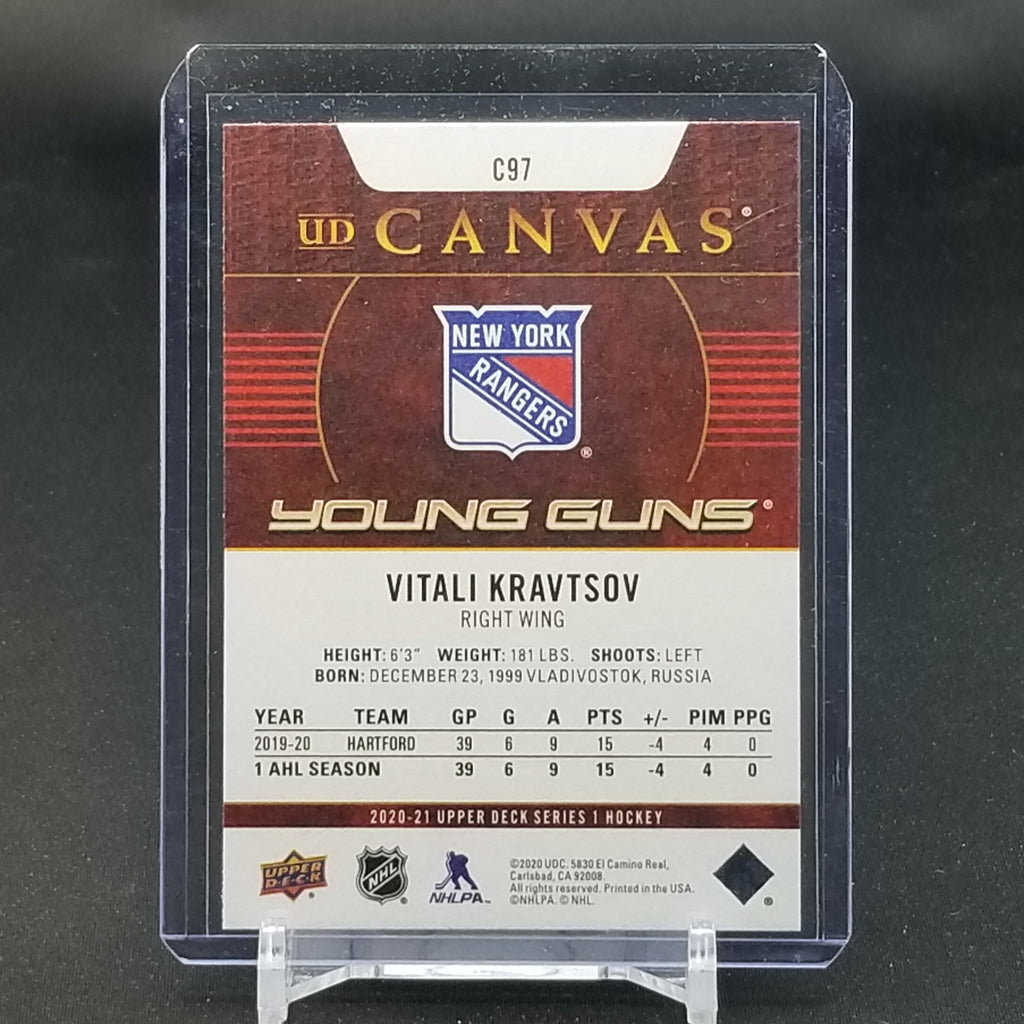 C97
UD CANVAS®
NEW YORK
RANGERS
®
YOUNG GUNS®
VITALI KRAVTSOV
RIGHT WING
HEIGHT: 6'3" WEIGHT: 181 LBS. SHOOTS: LEFT
BORN: DECEMBER 23, 1999 VLADIVOSTOK, RUSSIA
YEAR TEAM GP G A PTS +/- PIM PPG
2019-20 HARTFORD 39 6 9 15 -4 4 0
1 AHL SEASON 39 6 9 15 -4 4 0
2020-21 UPPER DECK SERIES 1 HOCKEY
UPPER
DECK
®
NHL
®
NHLPA™
©2020 UDC. 5830 El Camino Real,
Carlsbad, CA 92008.
All rights reserved. Printed in the USA.
©NHLPA. © NHL.
®